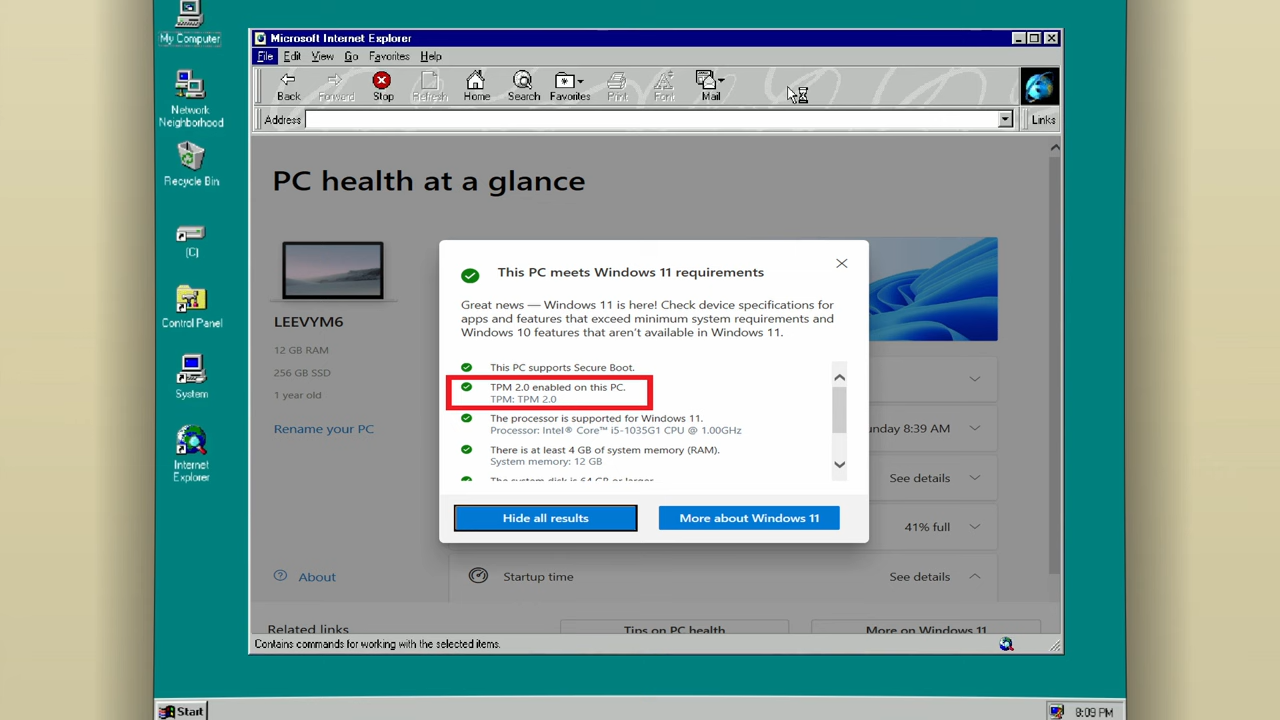 My Computer
Network
Neighborhood
Recycle Bin
(C)
Control Panel
System
Internet
Explorer
Microsoft Internet Explorer
File Edit View Go Favorites Help
Back Forward Stop Refresh Home Search Favorites Print Font Mail
Address Links
PC health at a glance
LEEVYM6
12 GB RAM
256 GB SSD
1 year old
Rename your PC
About
Related links
This PC meets Windows 11 requirements
Great news — Windows 11 is here! Check device specifications for
apps and features that exceed minimum system requirements and
Windows 10 features that aren't available in Windows 11.
This PC supports Secure Boot.
TPM 2.0 enabled on this PC.
TPM: TPM 2.0
The processor is supported for Windows 11.
Processor: Intel® Core™ i5-1035G1 CPU @ 1.00GHz
There is at least 4 GB of system memory (RAM).
System memory: 12 GB
The system disk is 64 GB or larger.
Hide all results
More about Windows 11
unday 8:39 AM
See details
41% full
Startup time
See details
Tips on PC health
More on Windows 11
Contains commands for working with the selected items.
Start
8:09 PM